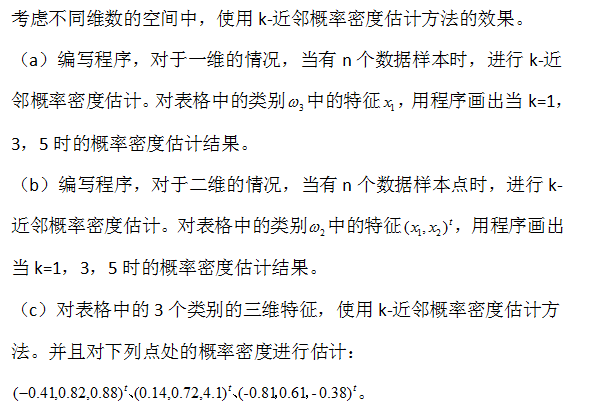 考虑不同维数的空间中，使用 k-近邻概率密度估计方法的效果。
（a）编写程序，对于一维的情况，当有 n 个数据样本时，进行 k-近
邻概率密度估计。对表格中的类别ω₃中的特征x₁，用程序画出当 k=1，
3，5 时的概率密度估计结果。
（b）编写程序，对于二维的情况，当有 n 个数据样本点时，进行 k-
近邻概率密度估计。对表格中的类别ω₂中的特征(x₁,x₂)ᵗ，用程序画出
当 k=1，3，5 时的概率密度估计结果。
（c）对表格中的 3 个类别的三维特征，使用 k-近邻概率密度估计方
法。并且对下列点处的概率密度进行估计：
(−0.41,0.82,0.88)ᵗ、(0.14,0.72,4.1)ᵗ、(-0.81,0.61,-0.38)ᵗ。